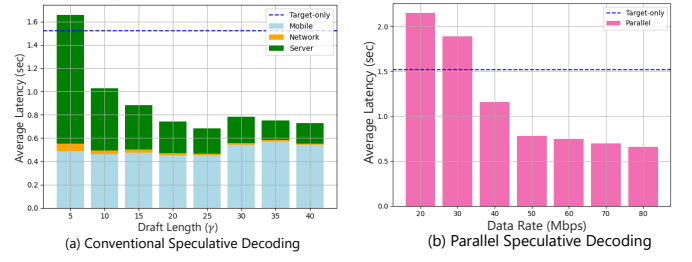 Average Latency (sec)
1.6
1.4
1.2
1.0
0.8
0.6
0.4
0.2
0.0
Target-only
Mobile
Network
Server
5 10 15 20 25 30 35 40
Draft Length (γ)
(a) Conventional Speculative Decoding
Average Latency (sec)
2.0
1.5
1.0
0.5
0.0
Target-only
Parallel
20 30 40 50 60 70 80
Data Rate (Mbps)
(b) Parallel Speculative Decoding